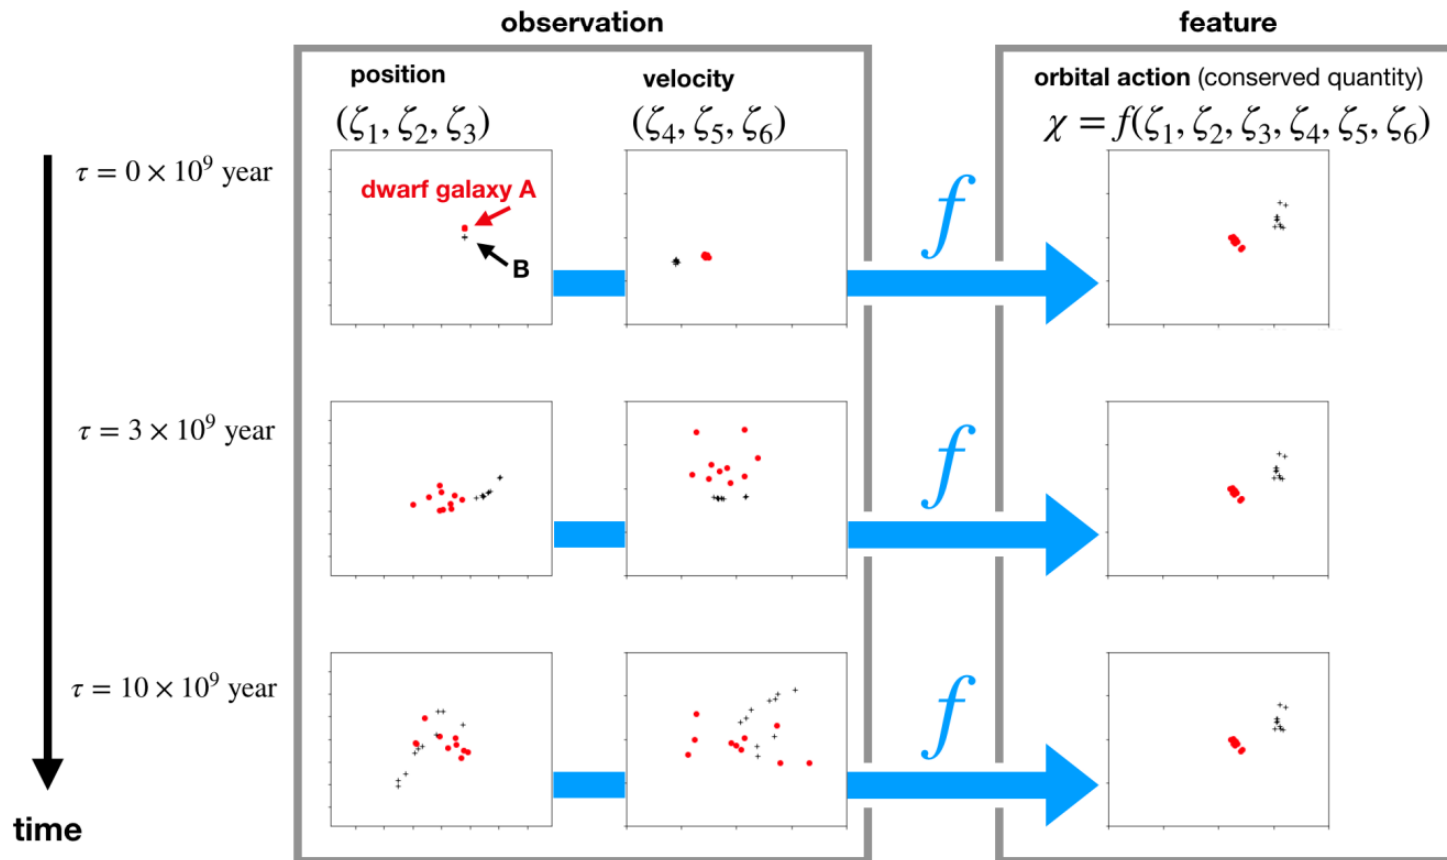 observation
feature
position
velocity
orbital action (conserved quantity)
(ζ₁, ζ₂, ζ₃)
(ζ₄, ζ₅, ζ₆)
χ = f(ζ₁, ζ₂, ζ₃, ζ₄, ζ₅, ζ₆)
τ = 0 × 10⁹ year
dwarf galaxy A
B
f
τ = 3 × 10⁹ year
f
τ = 10 × 10⁹ year
f
time